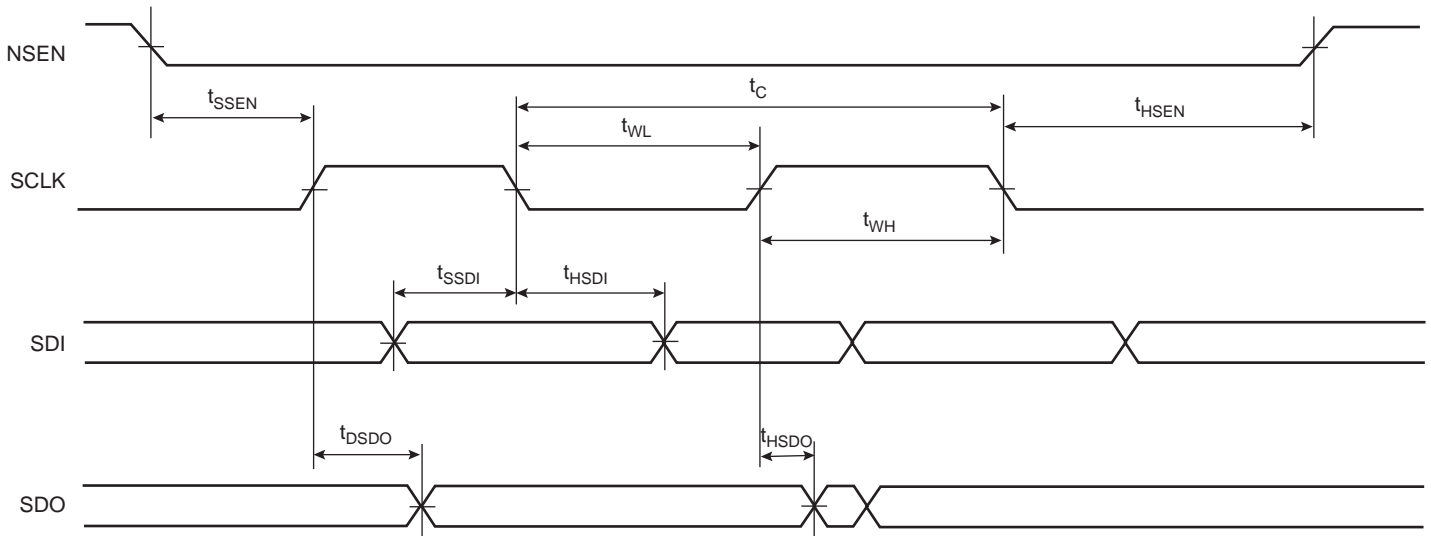 NSEN
tSSEN
tC
tHSEN
tWL
SCLK
tWH
tSSDI
tHSDI
SDI
tDSDO
tHSDO
SDO